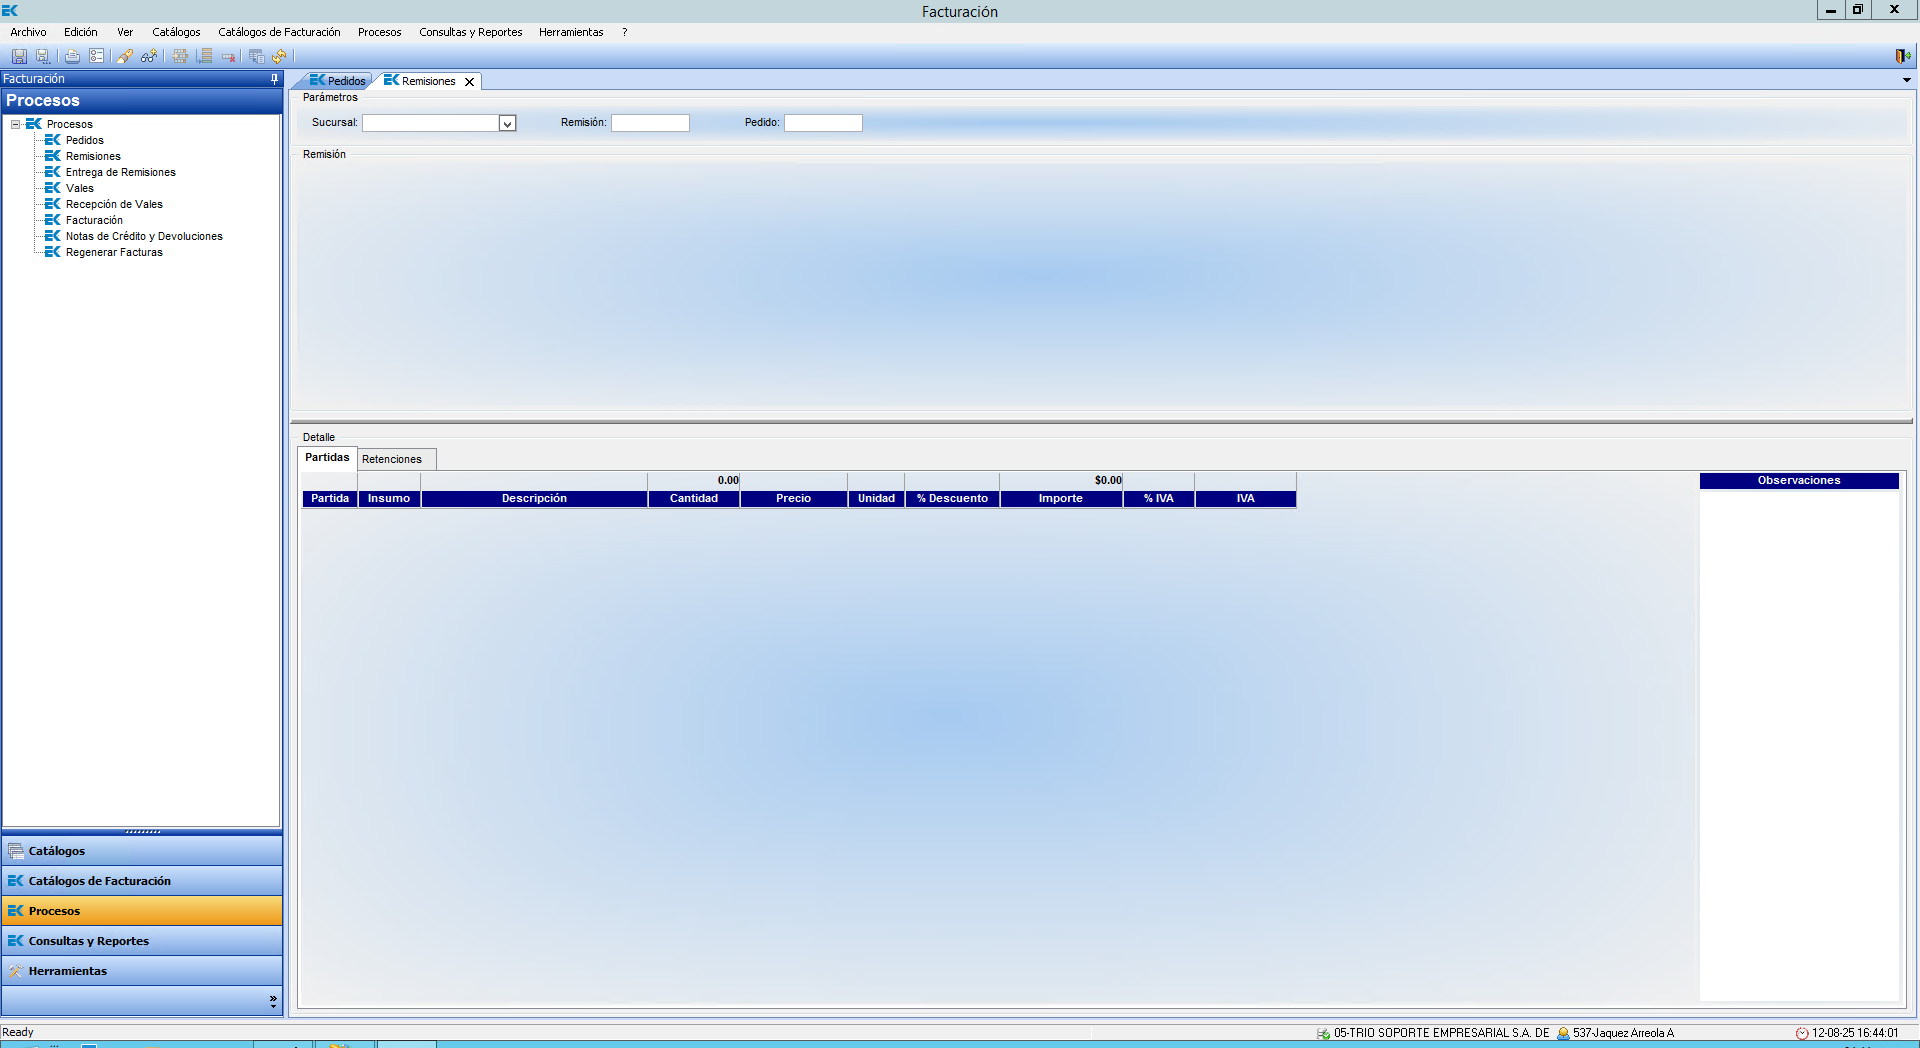 Facturación
Archivo Edición Ver Catálogos Catálogos de Facturación Procesos Consultas y Reportes Herramientas ?
Facturación
Procesos
Procesos
Pedidos
Remisiones
Entrega de Remisiones
Vales
Recepción de Vales
Facturación
Notas de Crédito y Devoluciones
Regenerar Facturas
Catálogos
Catálogos de Facturación
Procesos
Consultas y Reportes
Herramientas
Pedidos Remisiones
Parámetros
Sucursal: Remisión: Pedido:
Remisión
Detalle
Partidas Retenciones
0.00 $0.00
Partida Insumo Descripción Cantidad Precio Unidad % Descuento Importe % IVA IVA
Observaciones
Ready 05-TRIO SOPORTE EMPRESARIAL S.A. DE 537-Jaquez Arreola A 12-08-25 16:44:01